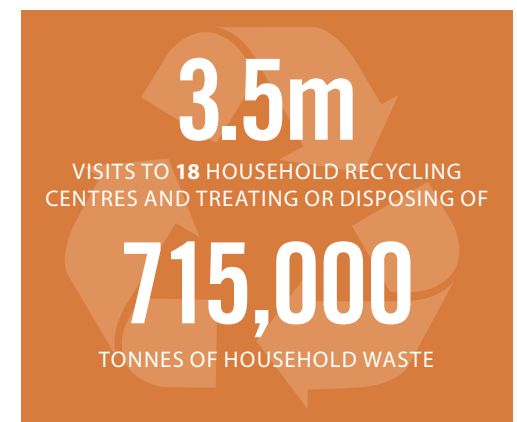 3.5m
VISITS TO 18 HOUSEHOLD RECYCLING
CENTRES AND TREATING OR DISPOSING OF
715,000
TONNES OF HOUSEHOLD WASTE